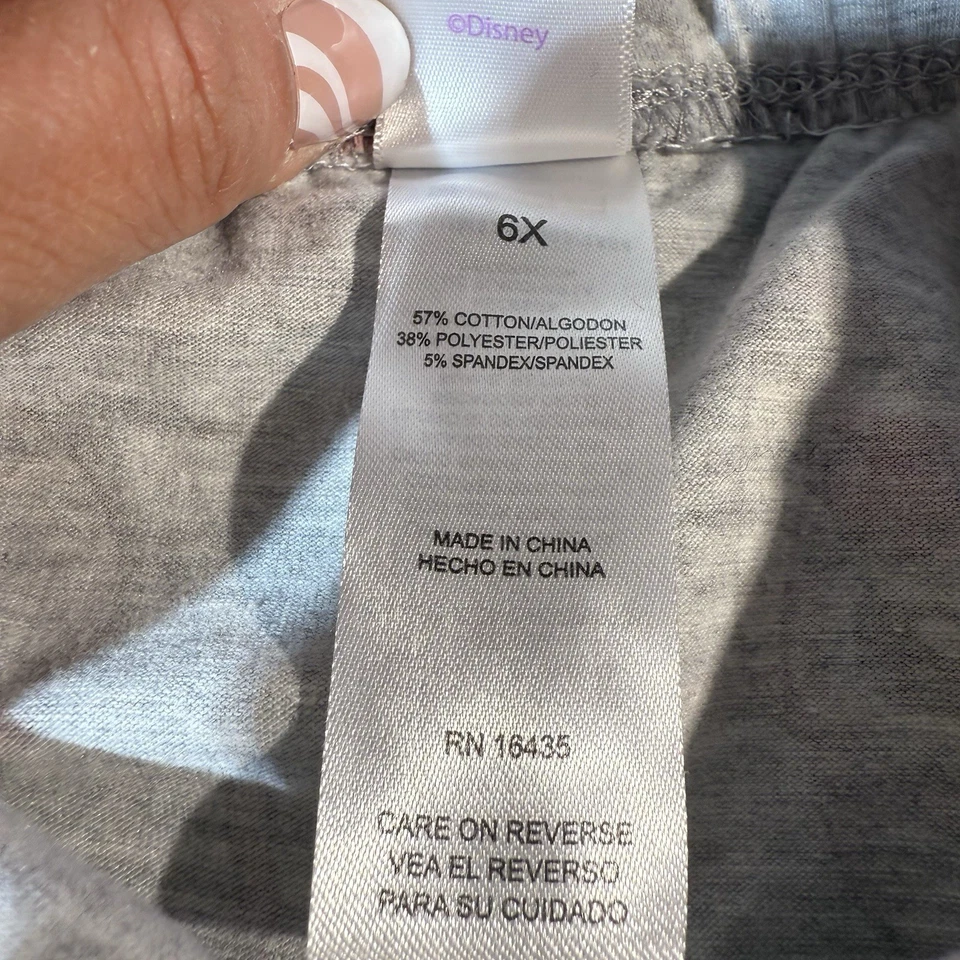 ©Disney
6X
57% COTTON/ALGODON
38% POLYESTER/POLIESTER
5% SPANDEX/SPANDEX
MADE IN CHINA
HECHO EN CHINA
RN 16435
CARE ON REVERSE
VEA EL REVERSO
PARA SU CUIDADO